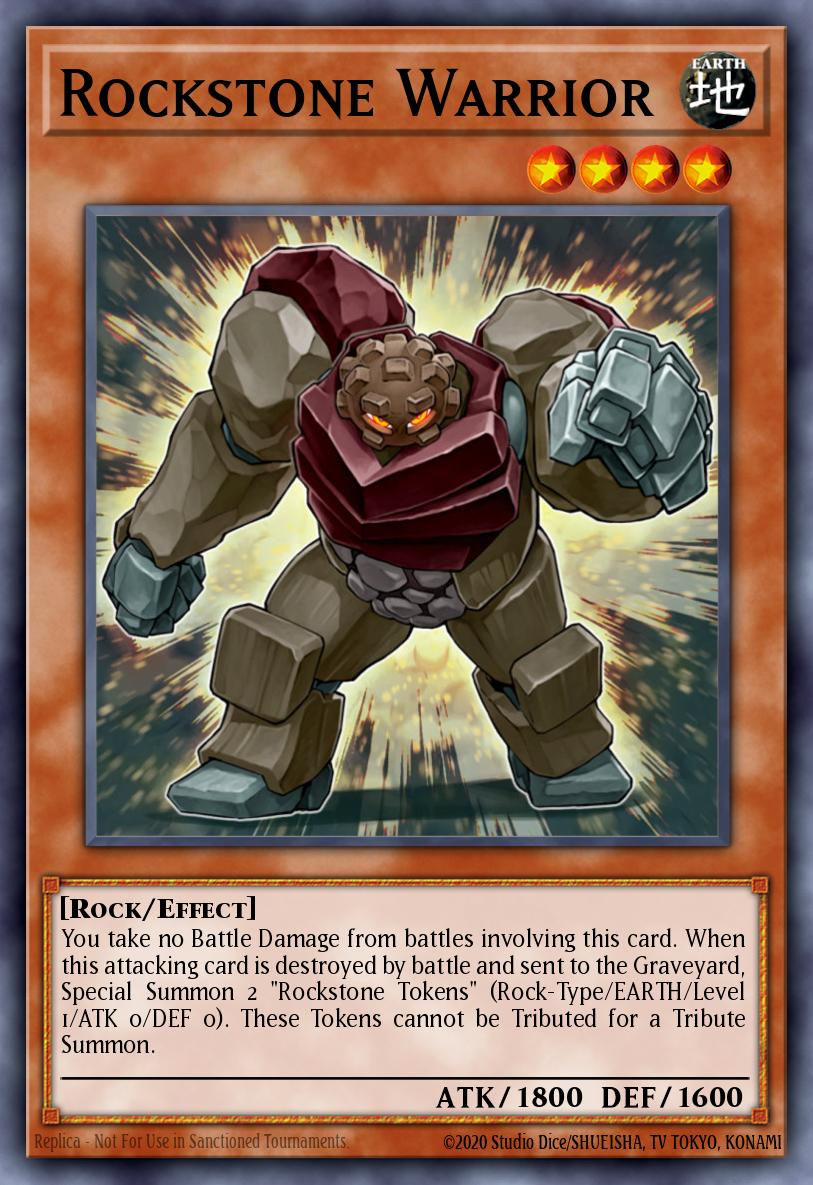 Rockstone Warrior
EARTH
地
[Rock/Effect]
You take no Battle Damage from battles involving this card. When
this attacking card is destroyed by battle and sent to the Graveyard,
Special Summon 2 "Rockstone Tokens" (Rock-Type/EARTH/Level
1/ATK 0/DEF 0). These Tokens cannot be Tributed for a Tribute
Summon.
ATK/1800 DEF/1600
Replica - Not For Use in Sanctioned Tournaments.
©2020 Studio Dice/SHUEISHA, TV TOKYO, KONAMI